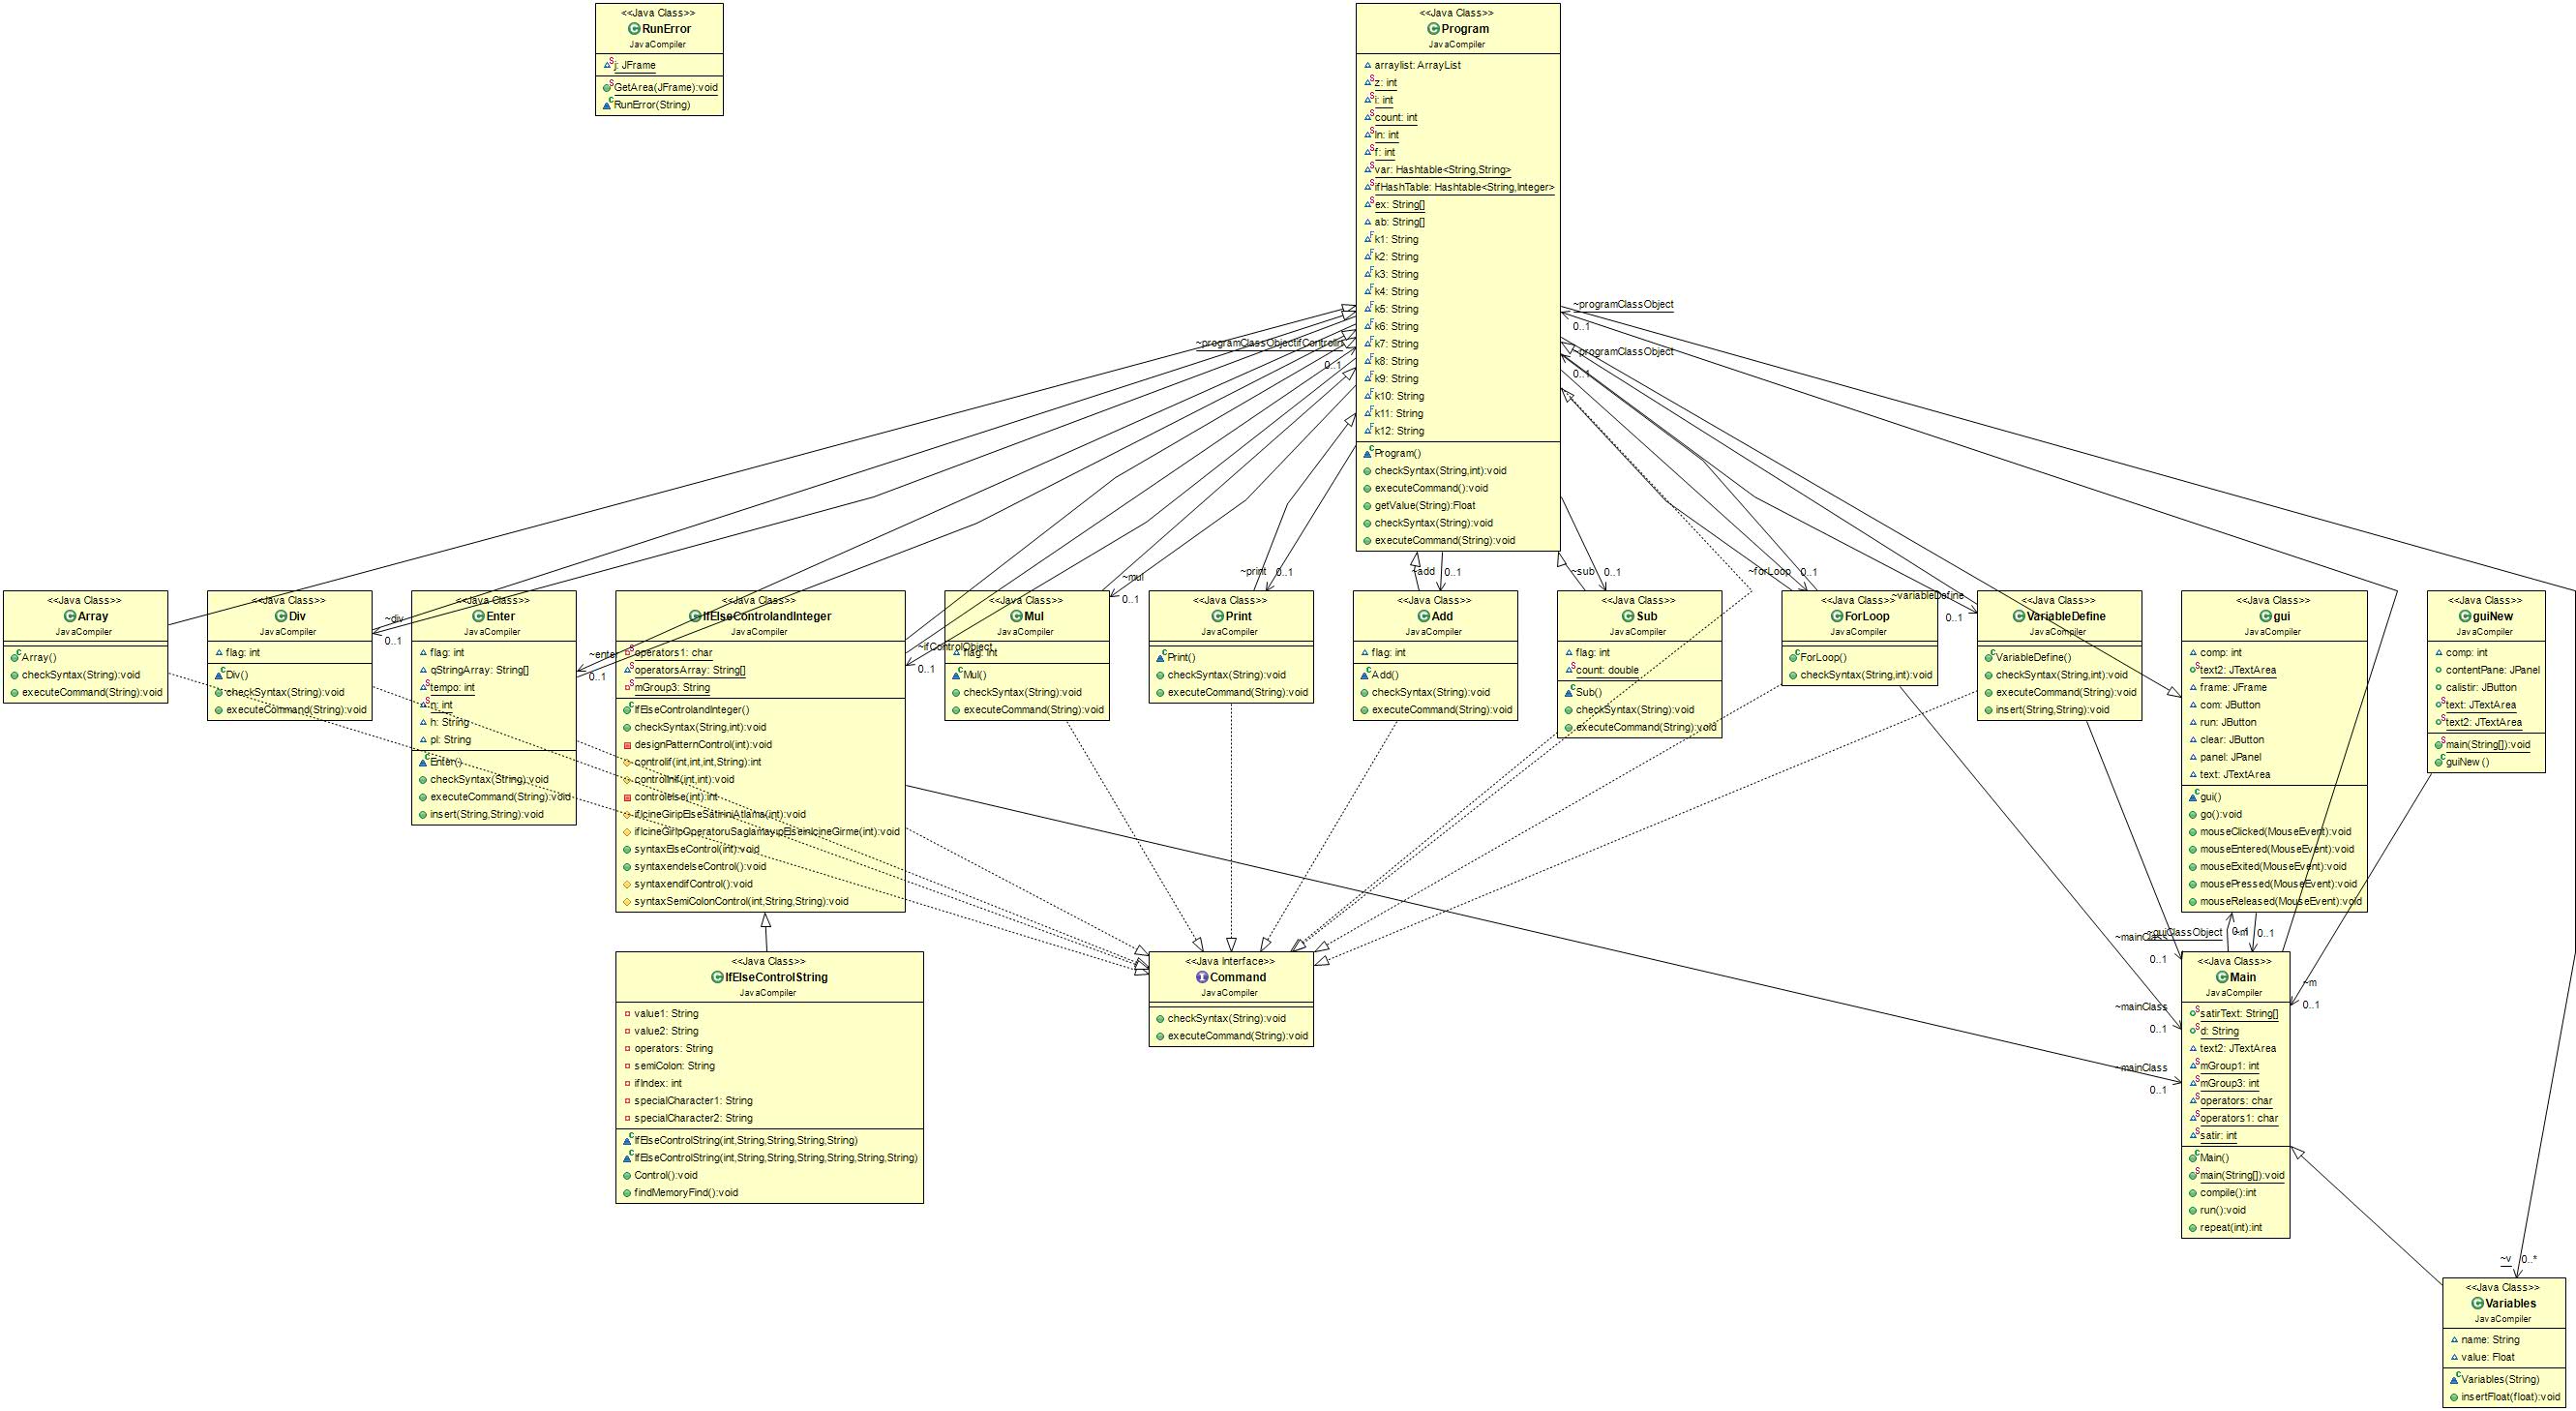 <<Java Class>>
RunError
JavaCompiler
j: JFrame
GetArea(JFrame):void
RunError(String)
<<Java Class>>
Program
JavaCompiler
arraylist: ArrayList
z: int
i: int
count: int
ln: int
f: int
var: Hashtable<String,String>
ifHashTable: Hashtable<String,Integer>
ex: String[]
ab: String[]
k1: String
k2: String
k3: String
k4: String
k5: String
k6: String
k7: String
k8: String
k9: String
k10: String
k11: String
k12: String
Program()
checkSyntax(String,int):void
executeCommand():void
getValue(String):Float
checkSyntax(String):void
executeCommand(String):void
~programClassObject
0..1
~programClassObject
0..1
~programClassObjectifControlin
0..1
<<Java Class>>
Array
JavaCompiler
Array()
checkSyntax(String):void
executeCommand(String):void
<<Java Class>>
Div
JavaCompiler
flag: int
Div()
checkSyntax(String):void
executeCommand(String):void
~div
0..1
<<Java Class>>
Enter
JavaCompiler
flag: int
qStringArray: String[]
tempo: int
n: int
h: String
pl: String
Enter()
checkSyntax(String):void
executeCommand(String):void
insert(String,String):void
~enter
0..1
<<Java Class>>
IfElseControlandInteger
JavaCompiler
operators1: char
operatorsArray: String[]
mGroup3: String
IfElseControlandInteger()
checkSyntax(String,int):void
designPatternControl(int):void
controlif(int,int,int,String):int
controlInif(int,int):void
controlelse(int):int
ifIcineGiripElseSatiriniAtlama(int):void
ifIcineGiripOperatoruSaglamayipElseninIcineGirme(int):void
syntaxElseControl(int):void
syntaxendelseControl():void
syntaxendifControl():void
syntaxSemiColonControl(int,String,String):void
~ifControlObject
0..1
<<Java Class>>
Mul
JavaCompiler
flag: int
Mul()
checkSyntax(String):void
executeCommand(String):void
~mul
0..1
<<Java Class>>
Print
JavaCompiler
Print()
checkSyntax(String):void
executeCommand(String):void
~print
0..1
<<Java Class>>
Add
JavaCompiler
flag: int
Add()
checkSyntax(String):void
executeCommand(String):void
~add
0..1
<<Java Class>>
Sub
JavaCompiler
flag: int
count: double
Sub()
checkSyntax(String):void
executeCommand(String):void
~sub
0..1
<<Java Class>>
ForLoop
JavaCompiler
ForLoop()
checkSyntax(String,int):void
~forLoop
0..1
<<Java Class>>
VariableDefine
JavaCompiler
VariableDefine()
checkSyntax(String,int):void
executeCommand(String):void
insert(String,String):void
~variableDefine
0..1
<<Java Class>>
gui
JavaCompiler
comp: int
text2: JTextArea
frame: JFrame
com: JButton
run: JButton
clear: JButton
panel: JPanel
text: JTextArea
gui()
go():void
mouseClicked(MouseEvent):void
mouseEntered(MouseEvent):void
mouseExited(MouseEvent):void
mousePressed(MouseEvent):void
mouseReleased(MouseEvent):void
<<Java Class>>
guiNew
JavaCompiler
comp: int
contentPane: JPanel
calistir: JButton
text: JTextArea
text2: JTextArea
main(String[]):void
guiNew()
<<Java Class>>
IfElseControlString
JavaCompiler
value1: String
value2: String
operators: String
semiColon: String
ifIndex: int
specialCharacter1: String
specialCharacter2: String
IfElseControlString(int,String,String,String,String)
IfElseControlString(int,String,String,String,String,String,String)
Control():void
findMemoryFind():void
<<Java Interface>>
Command
JavaCompiler
checkSyntax(String):void
executeCommand(String):void
~guiClassObject
0..1
~mainClass
0..1
~mainClass
0..1
~mainClass
0..1
~m
0..1
<<Java Class>>
Main
JavaCompiler
satirText: String[]
d: String
text2: JTextArea
mGroup1: int
mGroup3: int
operators: char
operators1: char
satir: int
Main()
main(String[]):void
compile():int
run():void
repeat(int):int
~v
0..*
<<Java Class>>
Variables
JavaCompiler
name: String
value: Float
Variables(String)
insertFloat(float):void